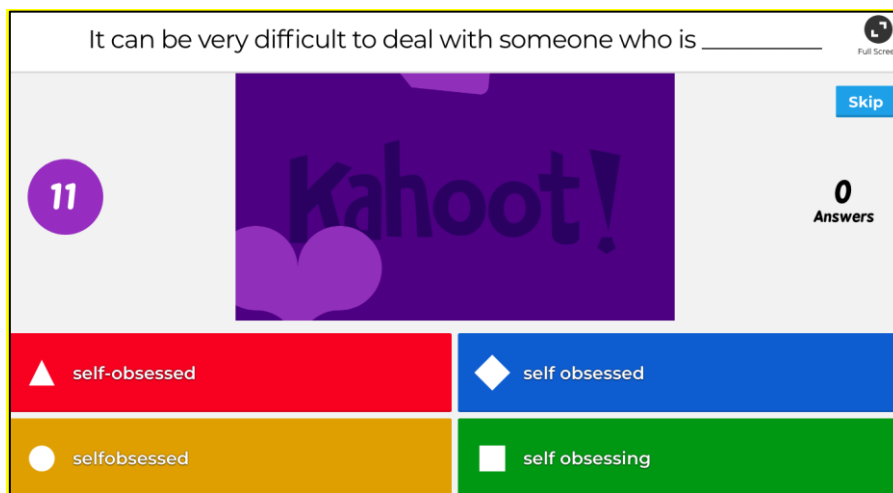 It can be very difficult to deal with someone who is __________
Full Scree
Skip
Kahoot!
11
0
Answers
self-obsessed
self obsessed
selfobsessed
self obsessing